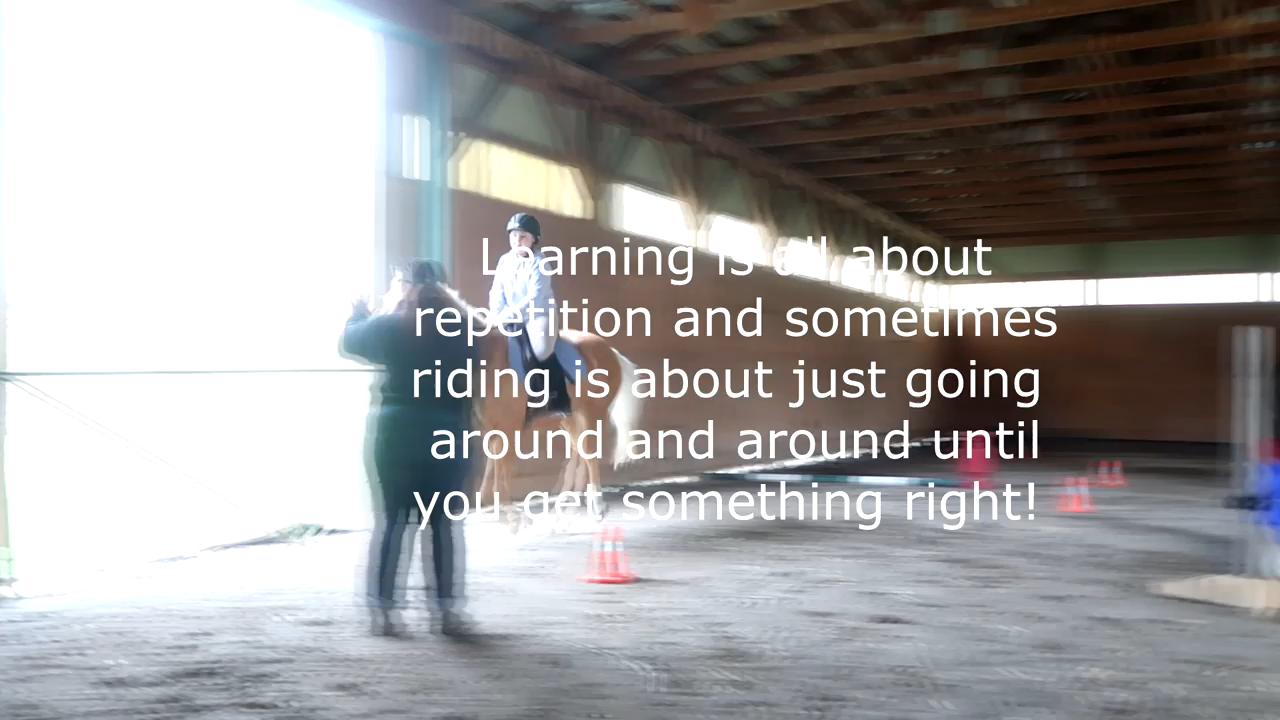 Learning is all about
repetition and sometimes
riding is about just going
around and around until
you get something right!